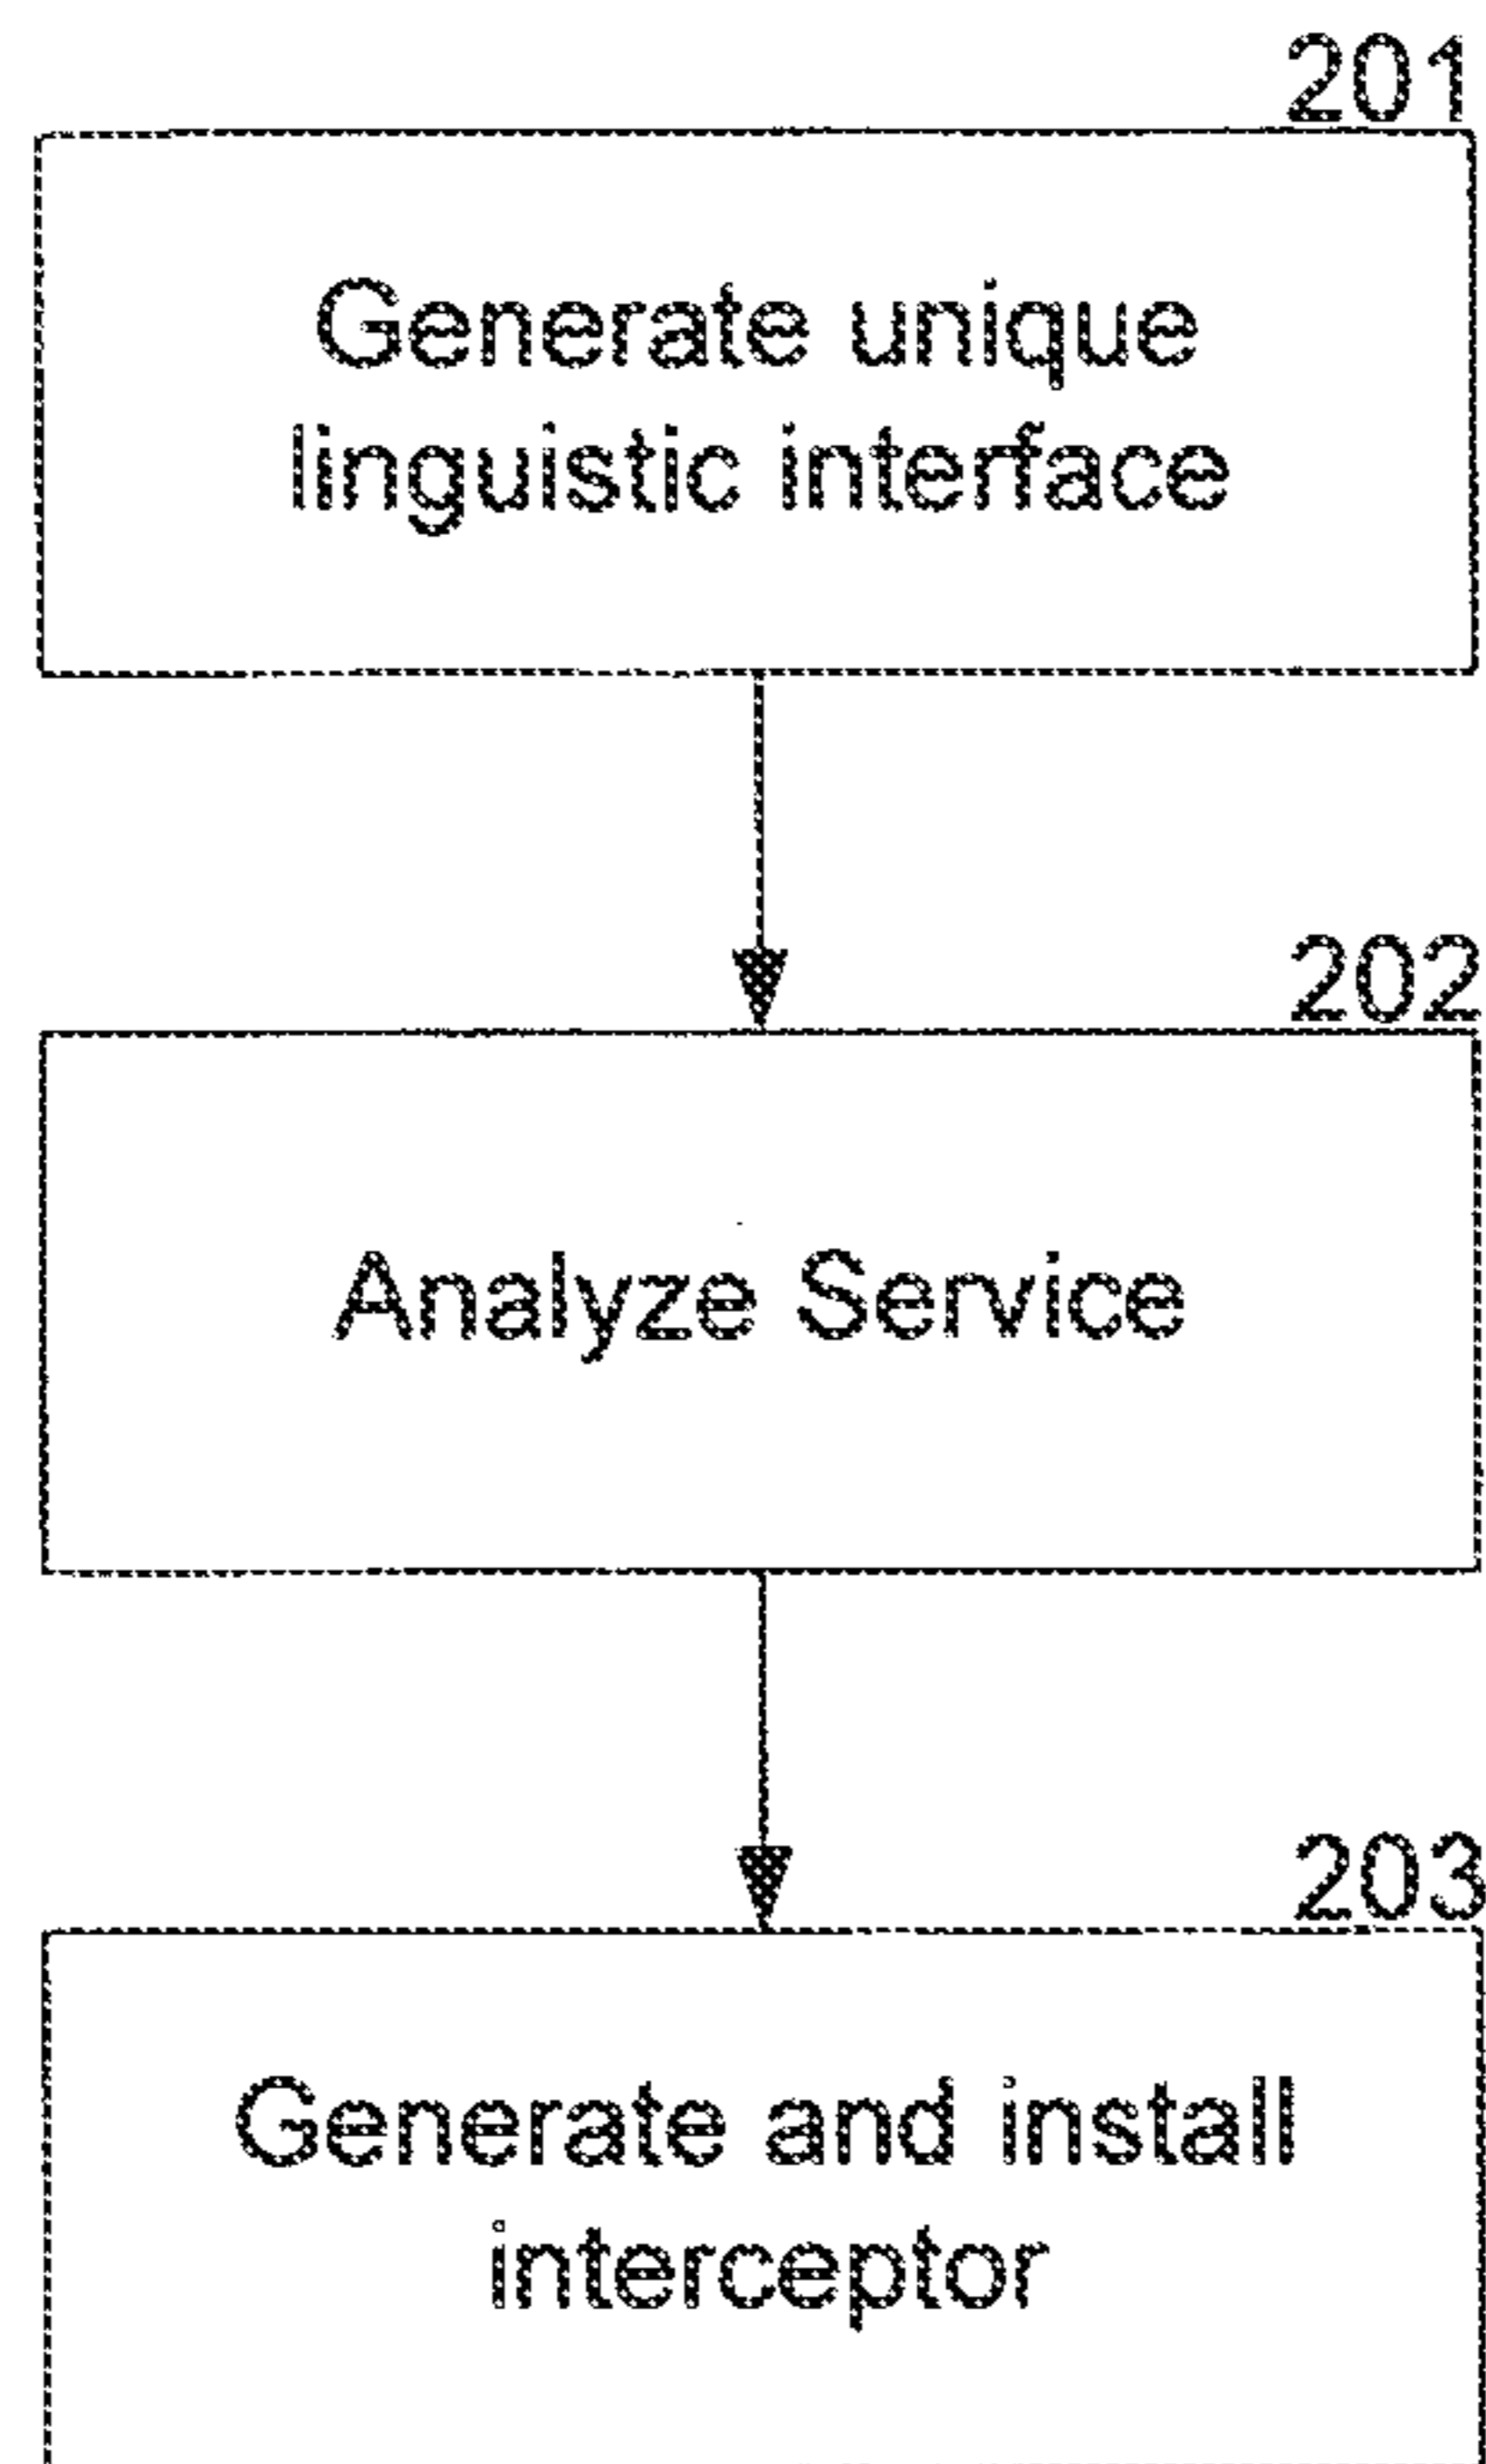 201
Generate unique
linguistic interface
202
Analyze Service
203
Generate and install
interceptor